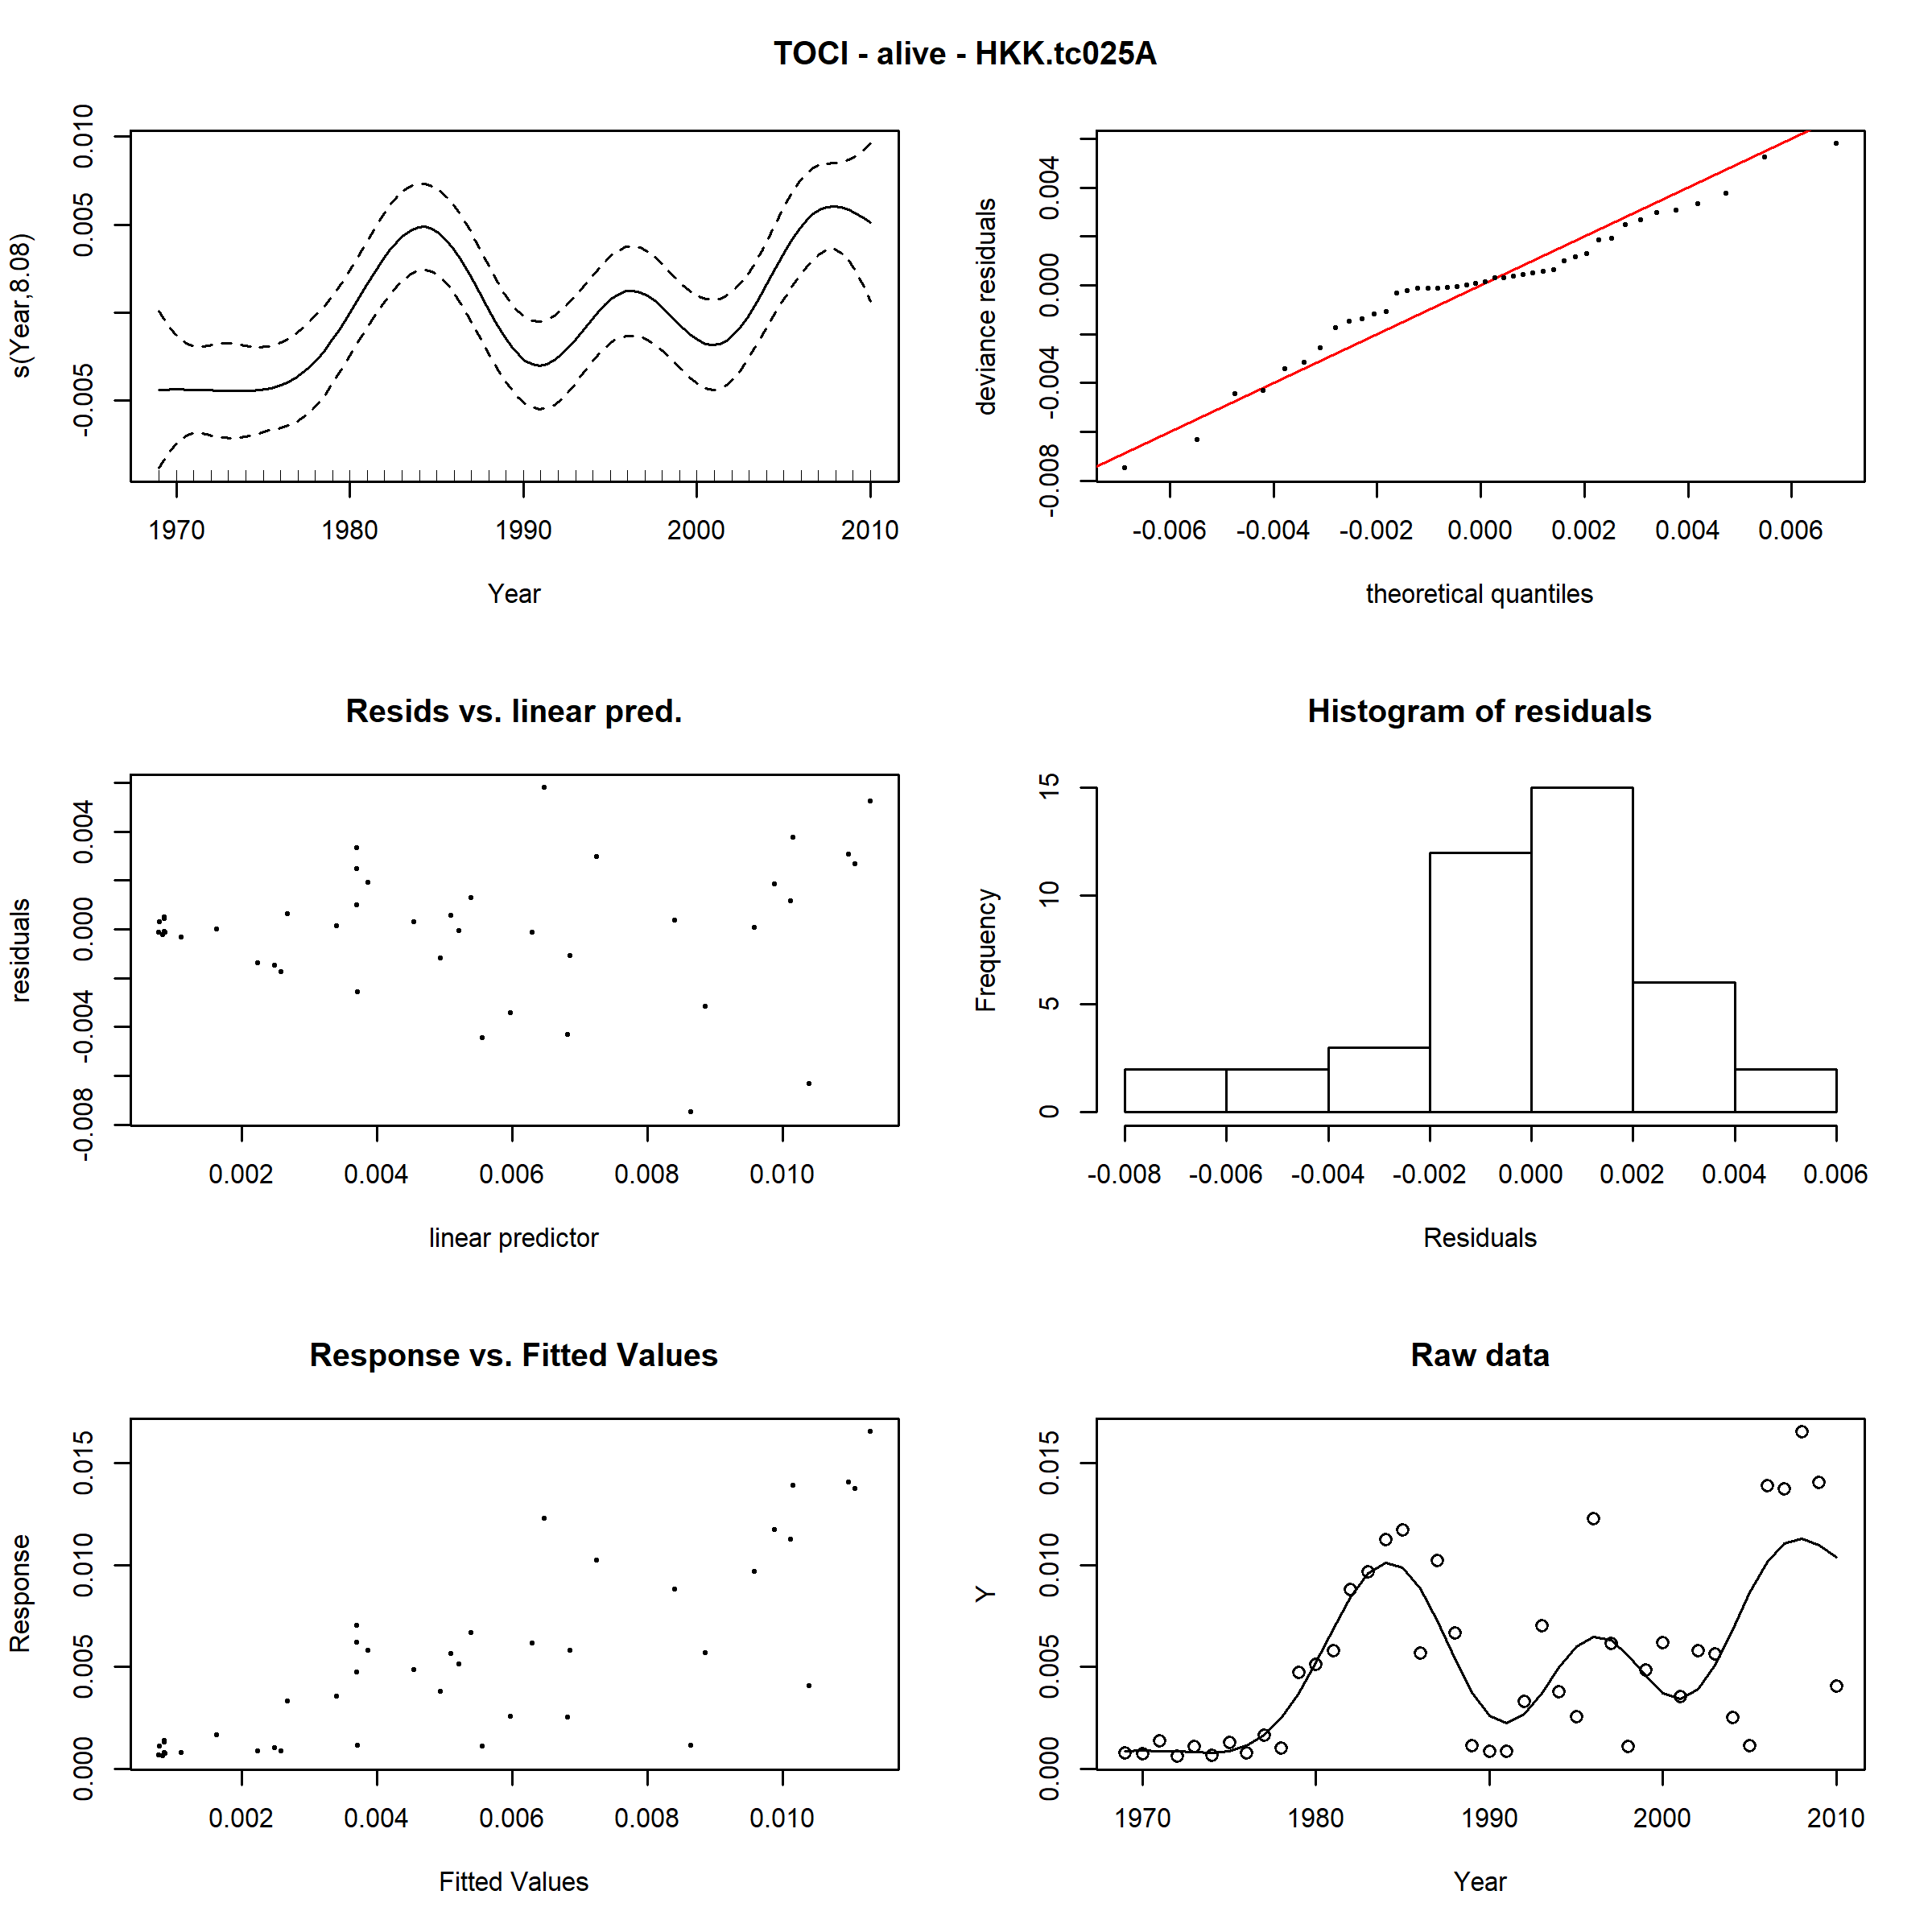 TOCI - alive - HKK.tc025A
s(Year,8.08)
-0.005 0.005 0.010
1970 1980 1990 2000 2010
Year
deviance residuals
-0.008 -0.004 0.000 0.004
-0.006 -0.004 -0.002 0.000 0.002 0.004 0.006
theoretical quantiles
Resids vs. linear pred.
residuals
-0.008 -0.004 0.000 0.004
0.002 0.004 0.006 0.008 0.010
linear predictor
Histogram of residuals
Frequency
0 5 10 15
-0.008 -0.006 -0.004 -0.002 0.000 0.002 0.004 0.006
Residuals
Response vs. Fitted Values
Response
0.000 0.005 0.010 0.015
0.002 0.004 0.006 0.008 0.010
Fitted Values
Raw data
Y
0.000 0.005 0.010 0.015
1970 1980 1990 2000 2010
Year